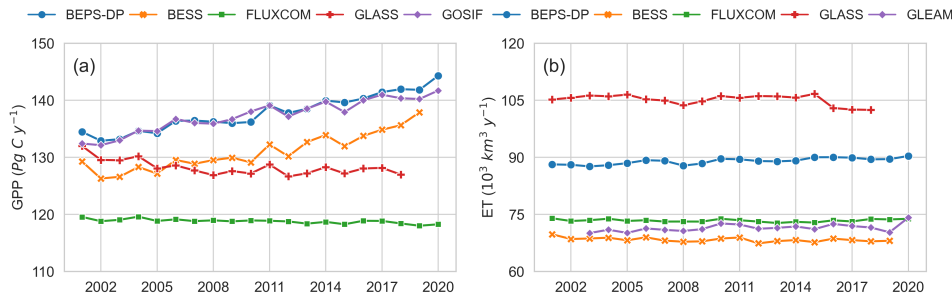 BEPS-DP BESS FLUXCOM GLASS GOSIF
BEPS-DP BESS FLUXCOM GLASS GLEAM
(a)
150
140
130
120
110
GPP (Pg C y⁻¹)
2002 2005 2008 2011 2014 2017 2020
(b)
120
105
90
75
60
ET (10³ km³ y⁻¹)
2002 2005 2008 2011 2014 2017 2020